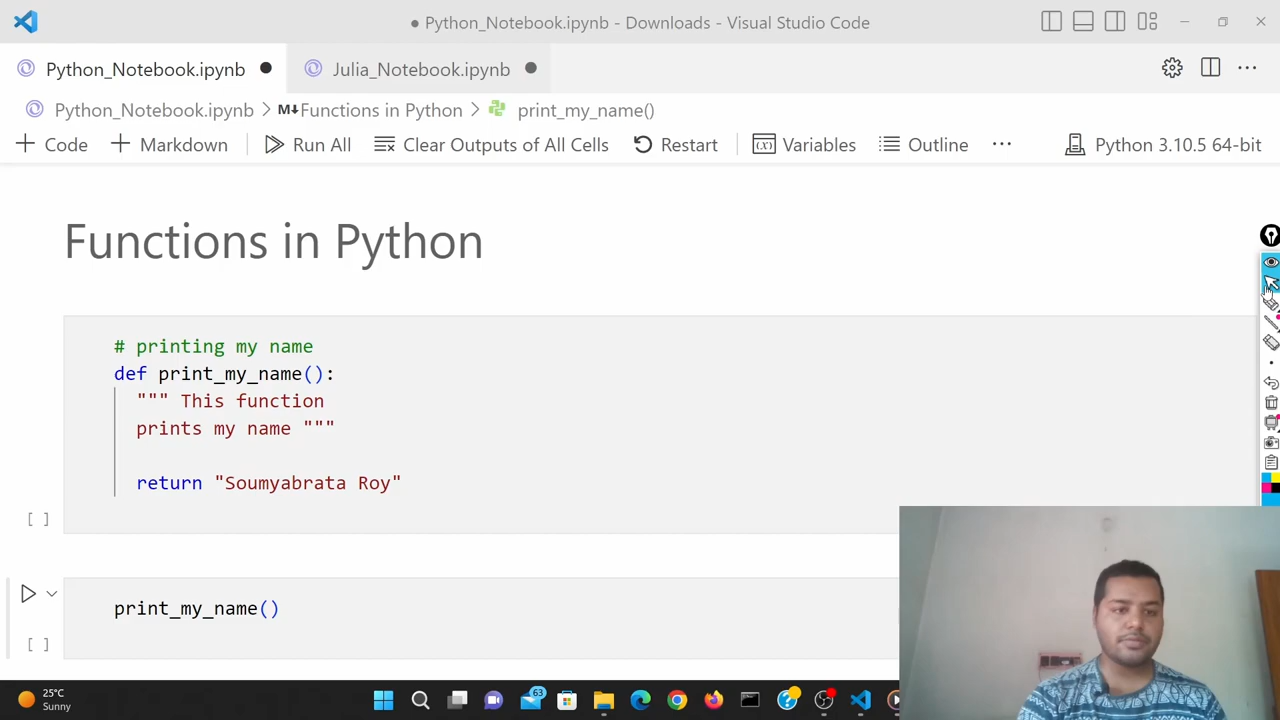 ● Python_Notebook.ipynb - Downloads - Visual Studio Code
Python_Notebook.ipynb ●
Julia_Notebook.ipynb ●
Python_Notebook.ipynb > M↓Functions in Python > print_my_name()
+ Code + Markdown Run All Clear Outputs of All Cells Restart Variables Outline ··· Python 3.10.5 64-bit
Functions in Python
# printing my name
def print_my_name():
""" This function
prints my name """
return "Soumyabrata Roy"
[ ]
print_my_name()
[ ]
25°C
Sunny
63